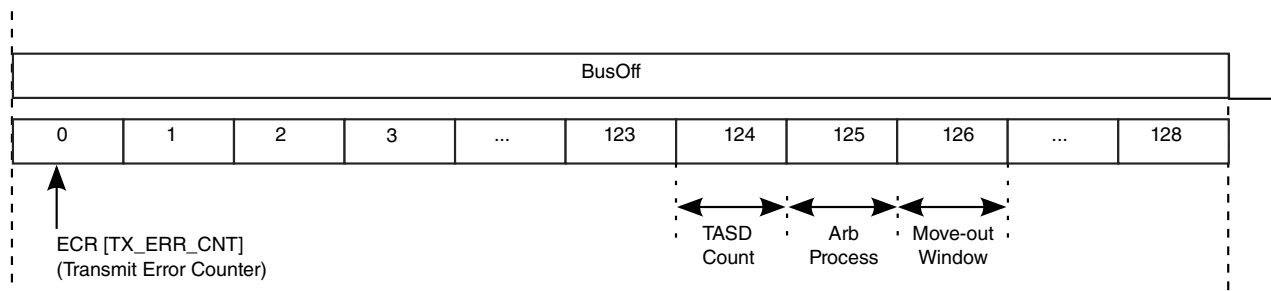 BusOff
0 1 2 3 ... 123 124 125 126 ... 128
TASD Arb Move-out
Count Process Window
ECR [TX_ERR_CNT]
(Transmit Error Counter)